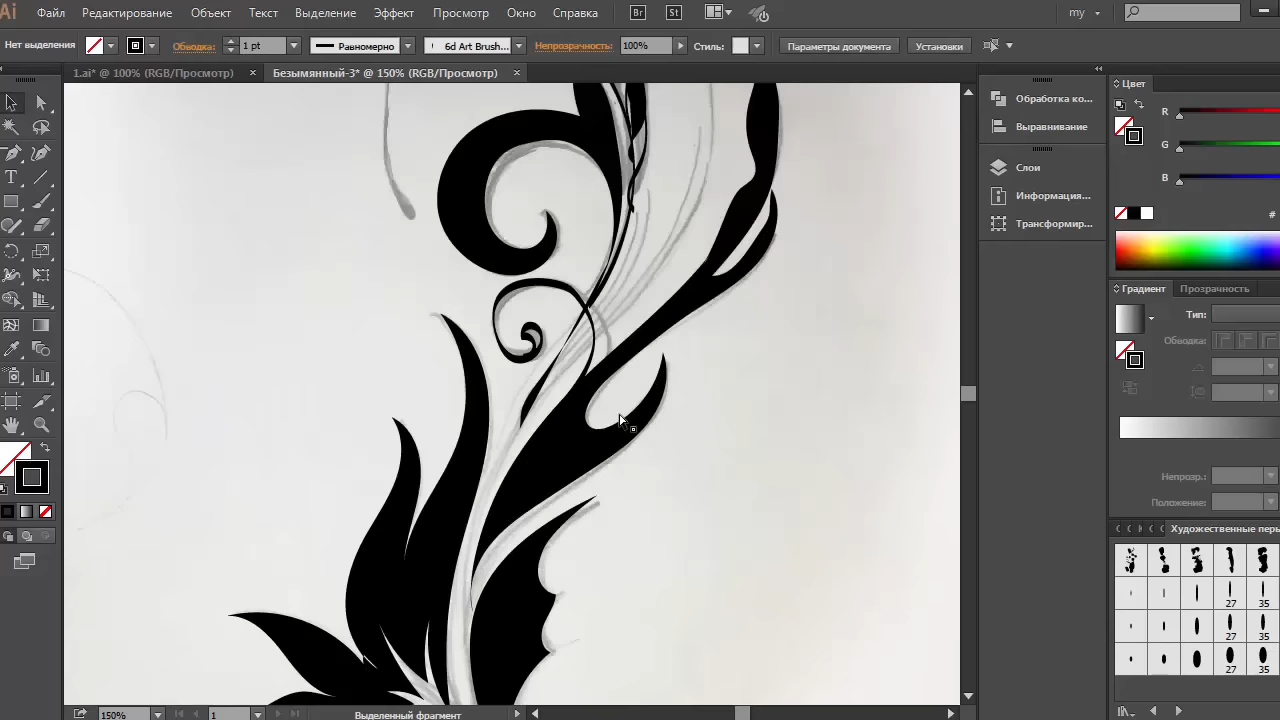 Ai Файл Редактирование Объект Текст Выделение Эффект Просмотр Окно Справка Br St my
Нет выделения Обводка: 1 pt Равномерно 6d Art Brush... Непрозрачность: 100% Стиль: Параметры документа Установки
1.ai* @ 100% (RGB/Просмотр) × Безымянный-3* @ 150% (RGB/Просмотр) ×
Обработка ко...
Выравнивание
Слои
Информация...
Трансформир...
Цвет
R
G
B
#
Градиент Прозрачность
Тип:
Обводка:
Непрозр.:
Положение:
Художественные перь
27 35
27 35
27 35
150% 1 Выделенный фрагмент